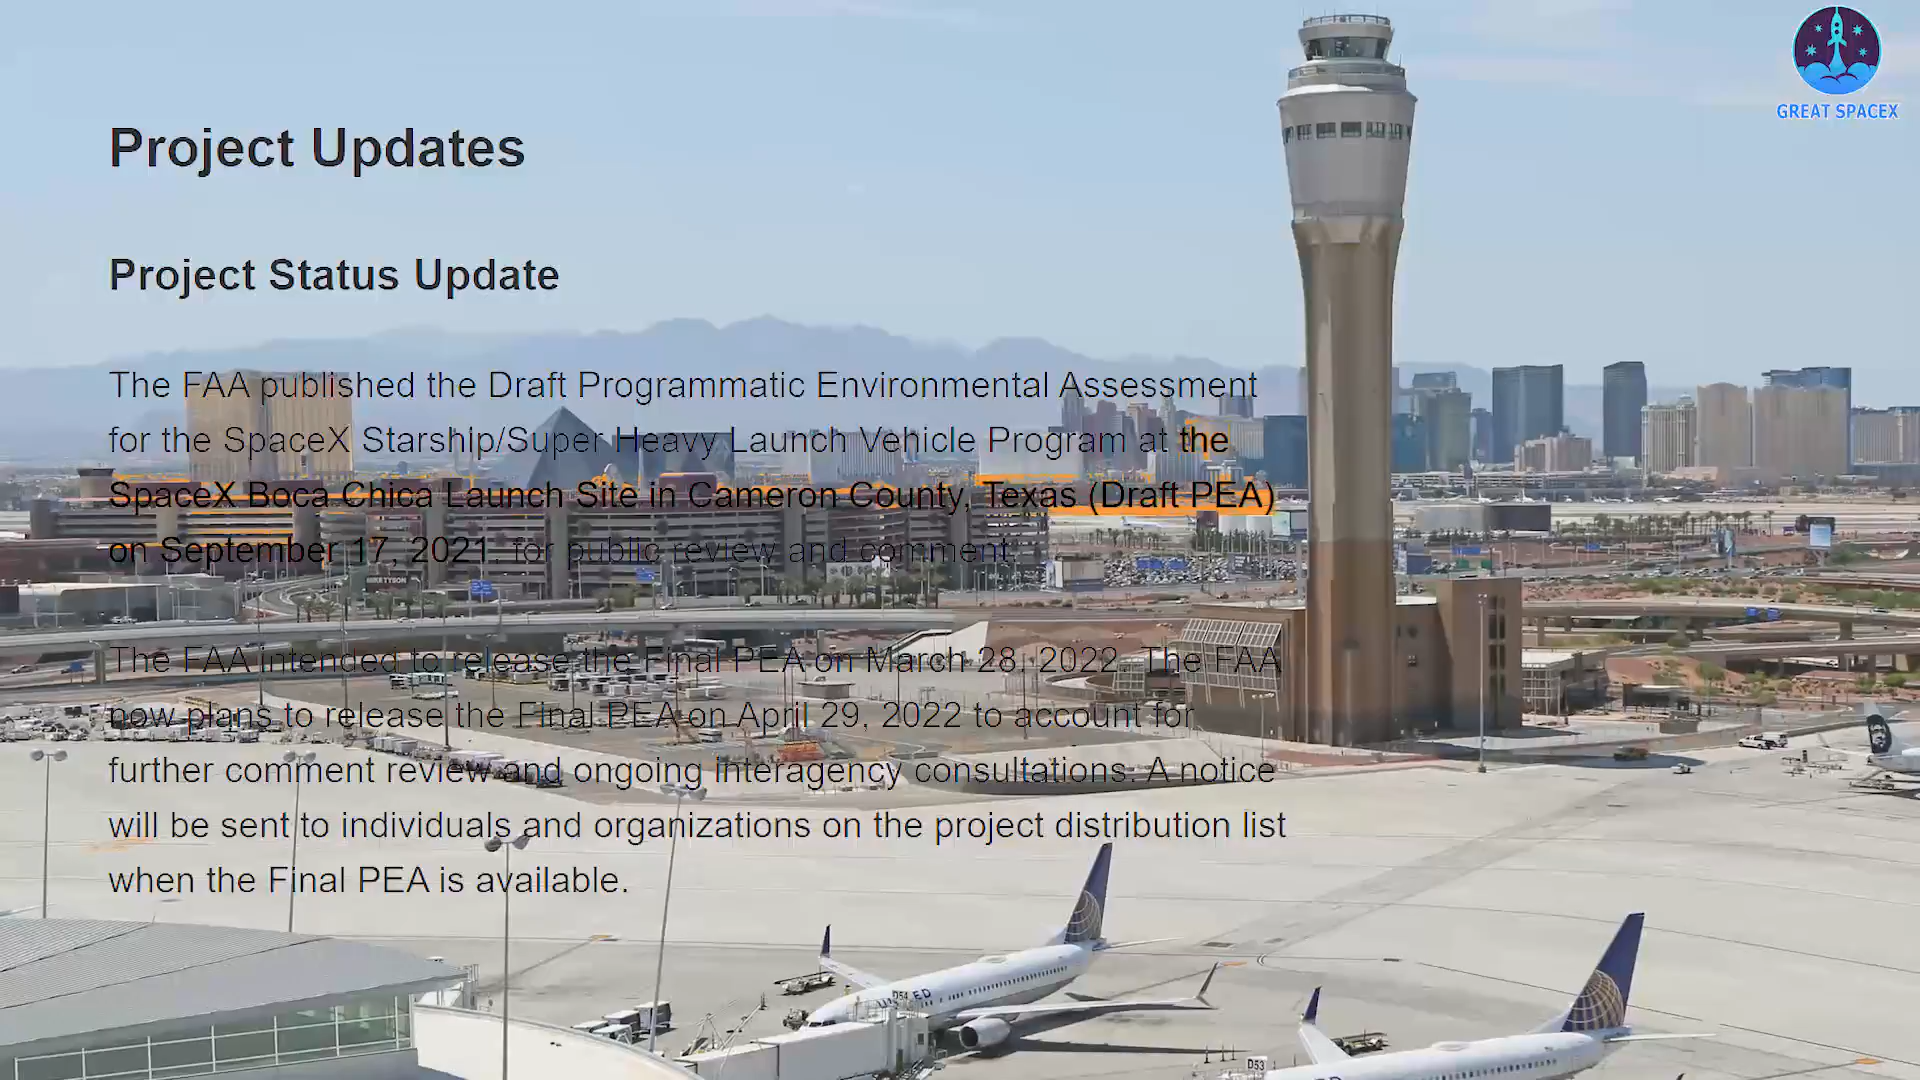 GREAT SPACEX
Project Updates
Project Status Update
The FAA published the Draft Programmatic Environmental Assessment
for the SpaceX Starship/Super Heavy Launch Vehicle Program at the
SpaceX Boca Chica Launch Site in Cameron County, Texas (Draft PEA)
on September 17, 2021, for public review and comment.
The FAA intended to release the Final PEA on March 28, 2022. The FAA
now plans to release the Final PEA on April 29, 2022 to account for
further comment review and ongoing interagency consultations. A notice
will be sent to individuals and organizations on the project distribution list
when the Final PEA is available.
D54
D53